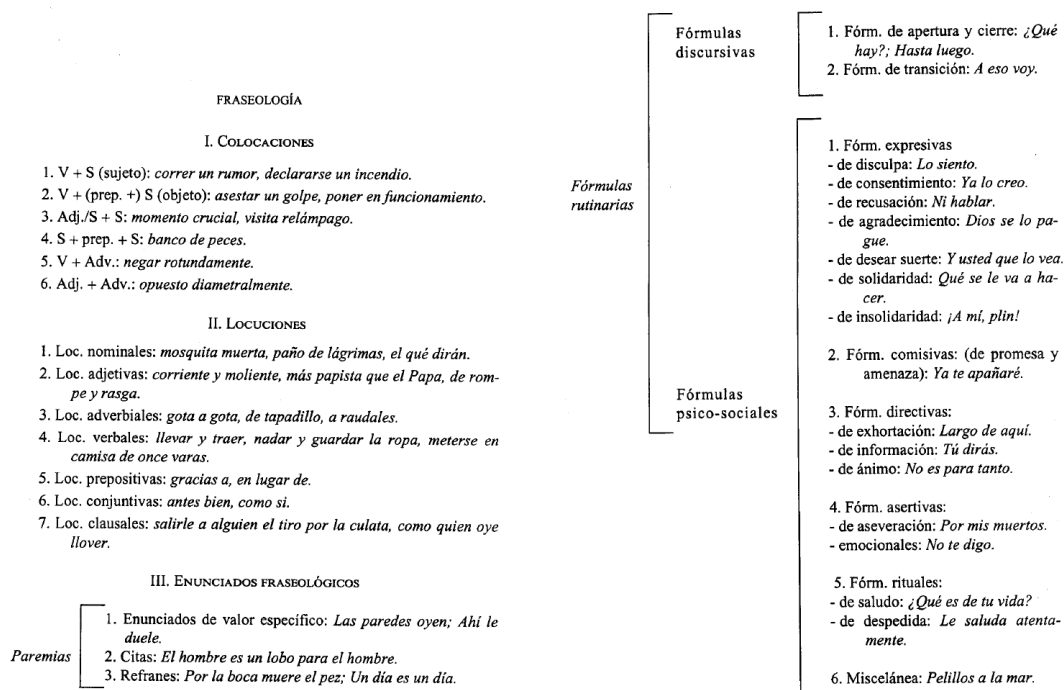 FRASEOLOGÍA
I. COLOCACIONES
1. V + S (sujeto): correr un rumor, declararse un incendio.
2. V + (prep. +) S (objeto): asestar un golpe, poner en funcionamiento.
3. Adj./S + S: momento crucial, visita relámpago.
4. S + prep. + S: banco de peces.
5. V + Adv.: negar rotundamente.
6. Adj. + Adv.: opuesto diametralmente.
II. LOCUCIONES
1. Loc. nominales: mosquita muerta, paño de lágrimas, el qué dirán.
2. Loc. adjetivas: corriente y moliente, más papista que el Papa, de rom-
pe y rasga.
3. Loc. adverbiales: gota a gota, de tapadillo, a raudales.
4. Loc. verbales: llevar y traer, nadar y guardar la ropa, meterse en
camisa de once varas.
5. Loc. prepositivas: gracias a, en lugar de.
6. Loc. conjuntivas: antes bien, como si.
7. Loc. clausales: salirle a alguien el tiro por la culata, como quien oye
llover.
III. ENUNCIADOS FRASEOLÓGICOS
Paremias
1. Enunciados de valor específico: Las paredes oyen; Ahí le
duele.
2. Citas: El hombre es un lobo para el hombre.
3. Refranes: Por la boca muere el pez; Un día es un día.
Fórmulas
rutinarias
Fórmulas
discursivas
1. Fórm. de apertura y cierre: ¿Qué
hay?; Hasta luego.
2. Fórm. de transición: A eso voy.
Fórmulas
psico-sociales
1. Fórm. expresivas
- de disculpa: Lo siento.
- de consentimiento: Ya lo creo.
- de recusación: Ni hablar.
- de agradecimiento: Dios se lo pa-
gue.
- de desear suerte: Y usted que lo vea.
- de solidaridad: Qué se le va a ha-
cer.
- de insolidaridad: ¡A mí, plin!
2. Fórm. comisivas: (de promesa y
amenaza): Ya te apañaré.
3. Fórm. directivas:
- de exhortación: Largo de aquí.
- de información: Tú dirás.
- de ánimo: No es para tanto.
4. Fórm. asertivas:
- de aseveración: Por mis muertos.
- emocionales: No te digo.
5. Fórm. rituales:
- de saludo: ¿Qué es de tu vida?
- de despedida: Le saluda atenta-
mente.
6. Miscelánea: Pelillos a la mar.